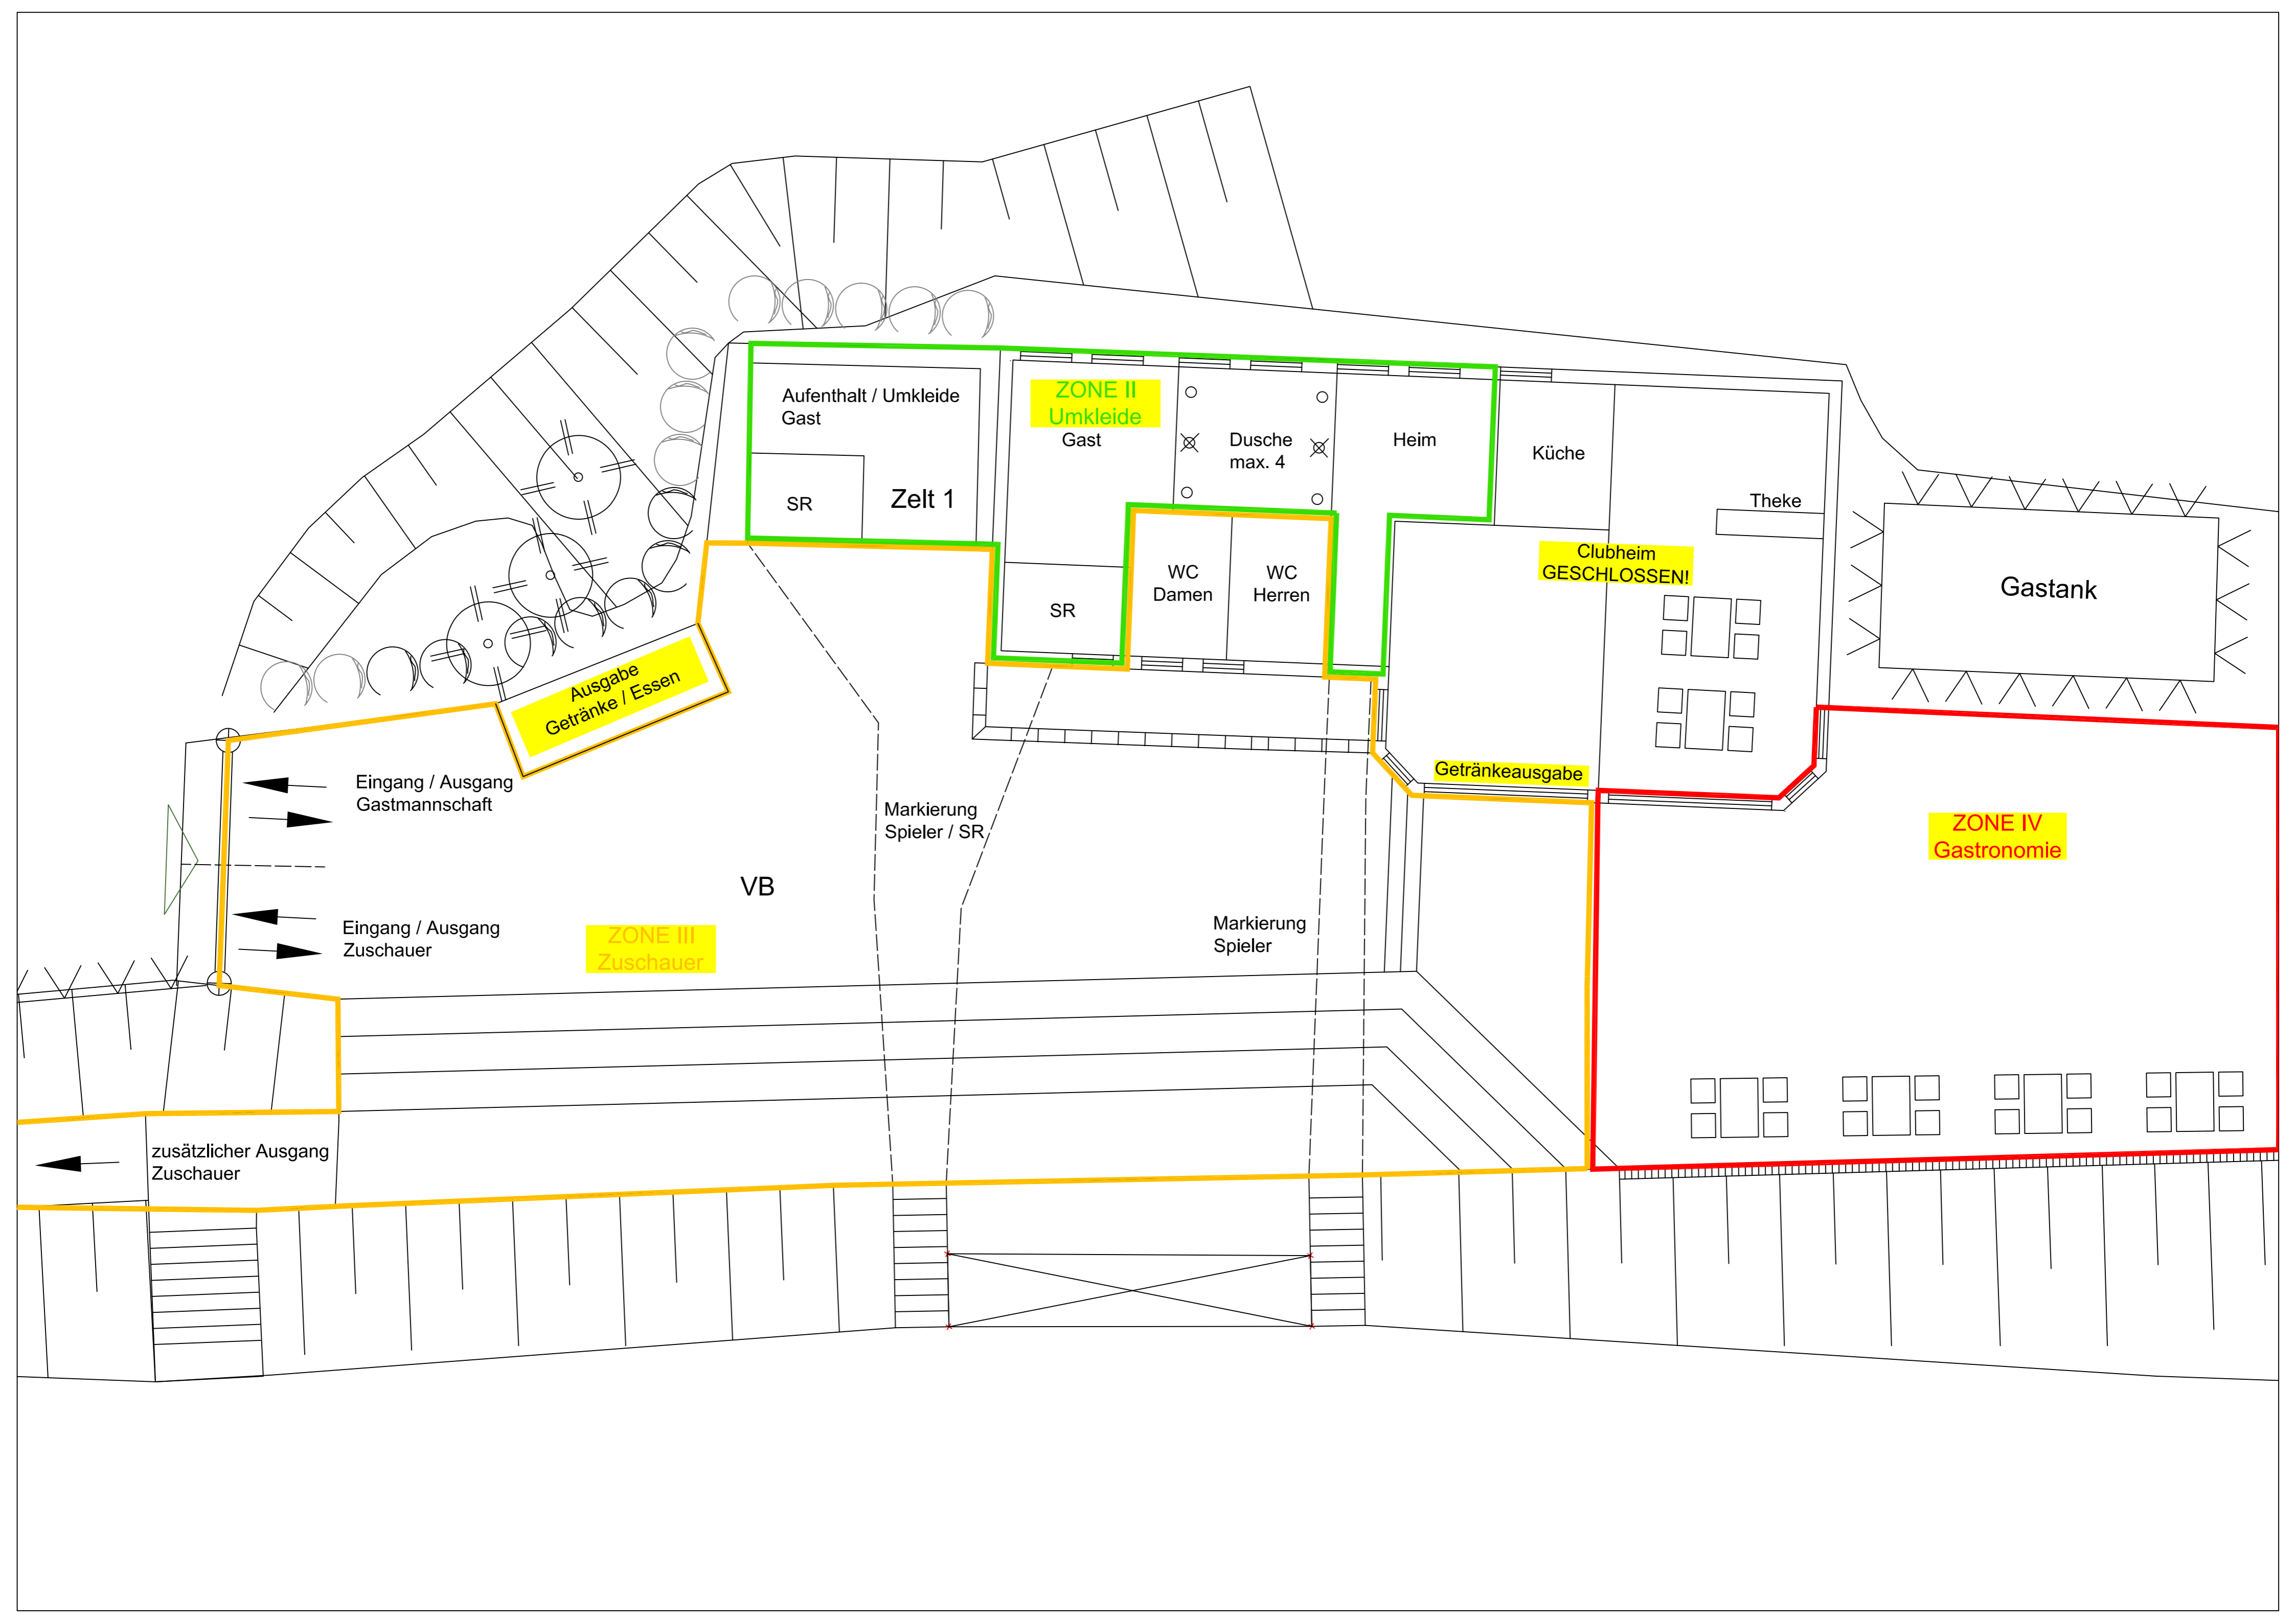 Aufenthalt / Umkleide
Gast
SR
Zelt 1
ZONE II
Umkleide
Gast
Dusche
max. 4
Heim
Küche
Theke
Clubheim
GESCHLOSSEN!
Gastank
SR
WC
Damen
WC
Herren
Ausgabe
Getränke / Essen
Getränkeausgabe
Eingang / Ausgang
Gastmannschaft
Markierung
Spieler / SR
ZONE IV
Gastronomie
VB
Eingang / Ausgang
Zuschauer
ZONE III
Zuschauer
Markierung
Spieler
zusätzlicher Ausgang
Zuschauer